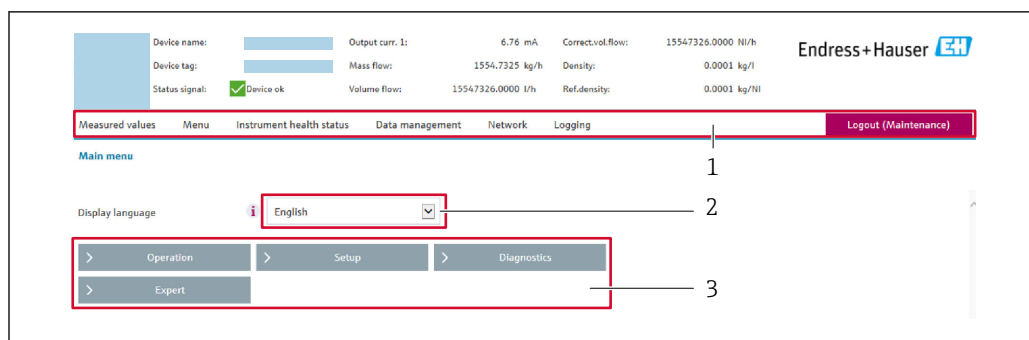 Device name: Output curr. 1: 6.76 mA Correct.vol.flow: 15547326.0000 Nl/h
Endress+Hauser EH
Device tag: Mass flow: 1554.7325 kg/h Density: 0.0001 kg/l
Status signal: Device ok Volume flow: 15547326.0000 l/h Ref.density: 0.0001 kg/Nl
Measured values Menu Instrument health status Data management Network Logging Logout (Maintenance)
1
Main menu
Display language i English 2
> Operation > Setup > Diagnostics
> Expert 3